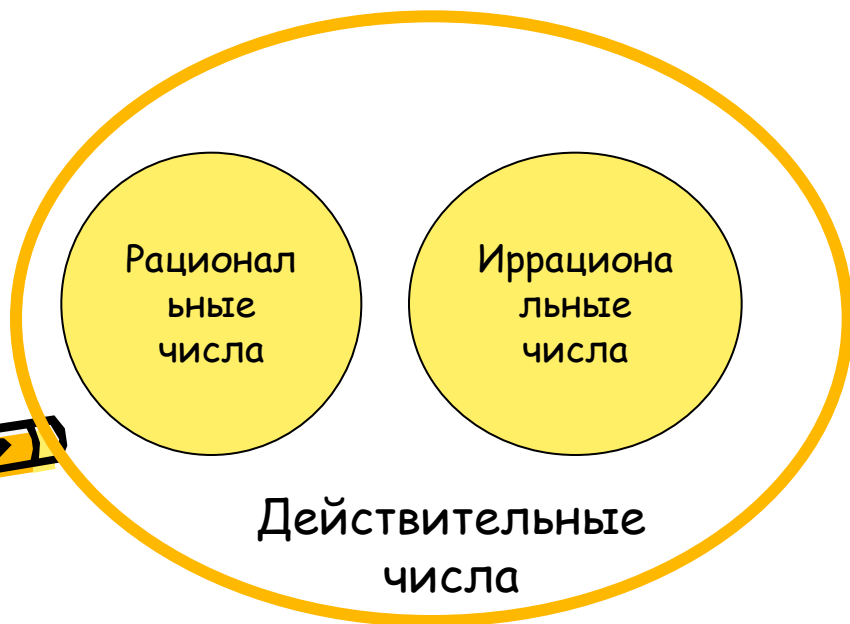 Рационал
ьные
числа
Иррациона
льные
числа
Действительные
числа